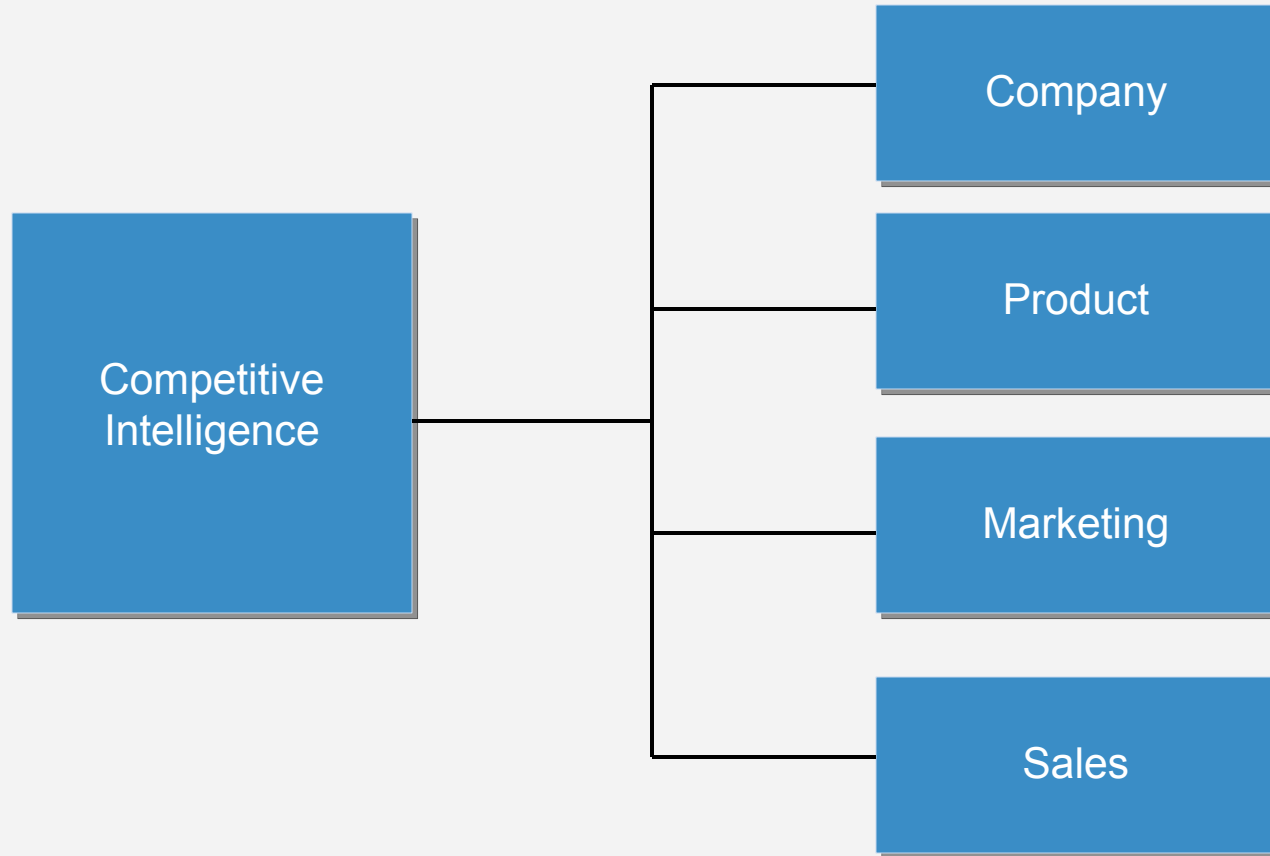 Competitive
Intelligence
Company
Product
Marketing
Sales